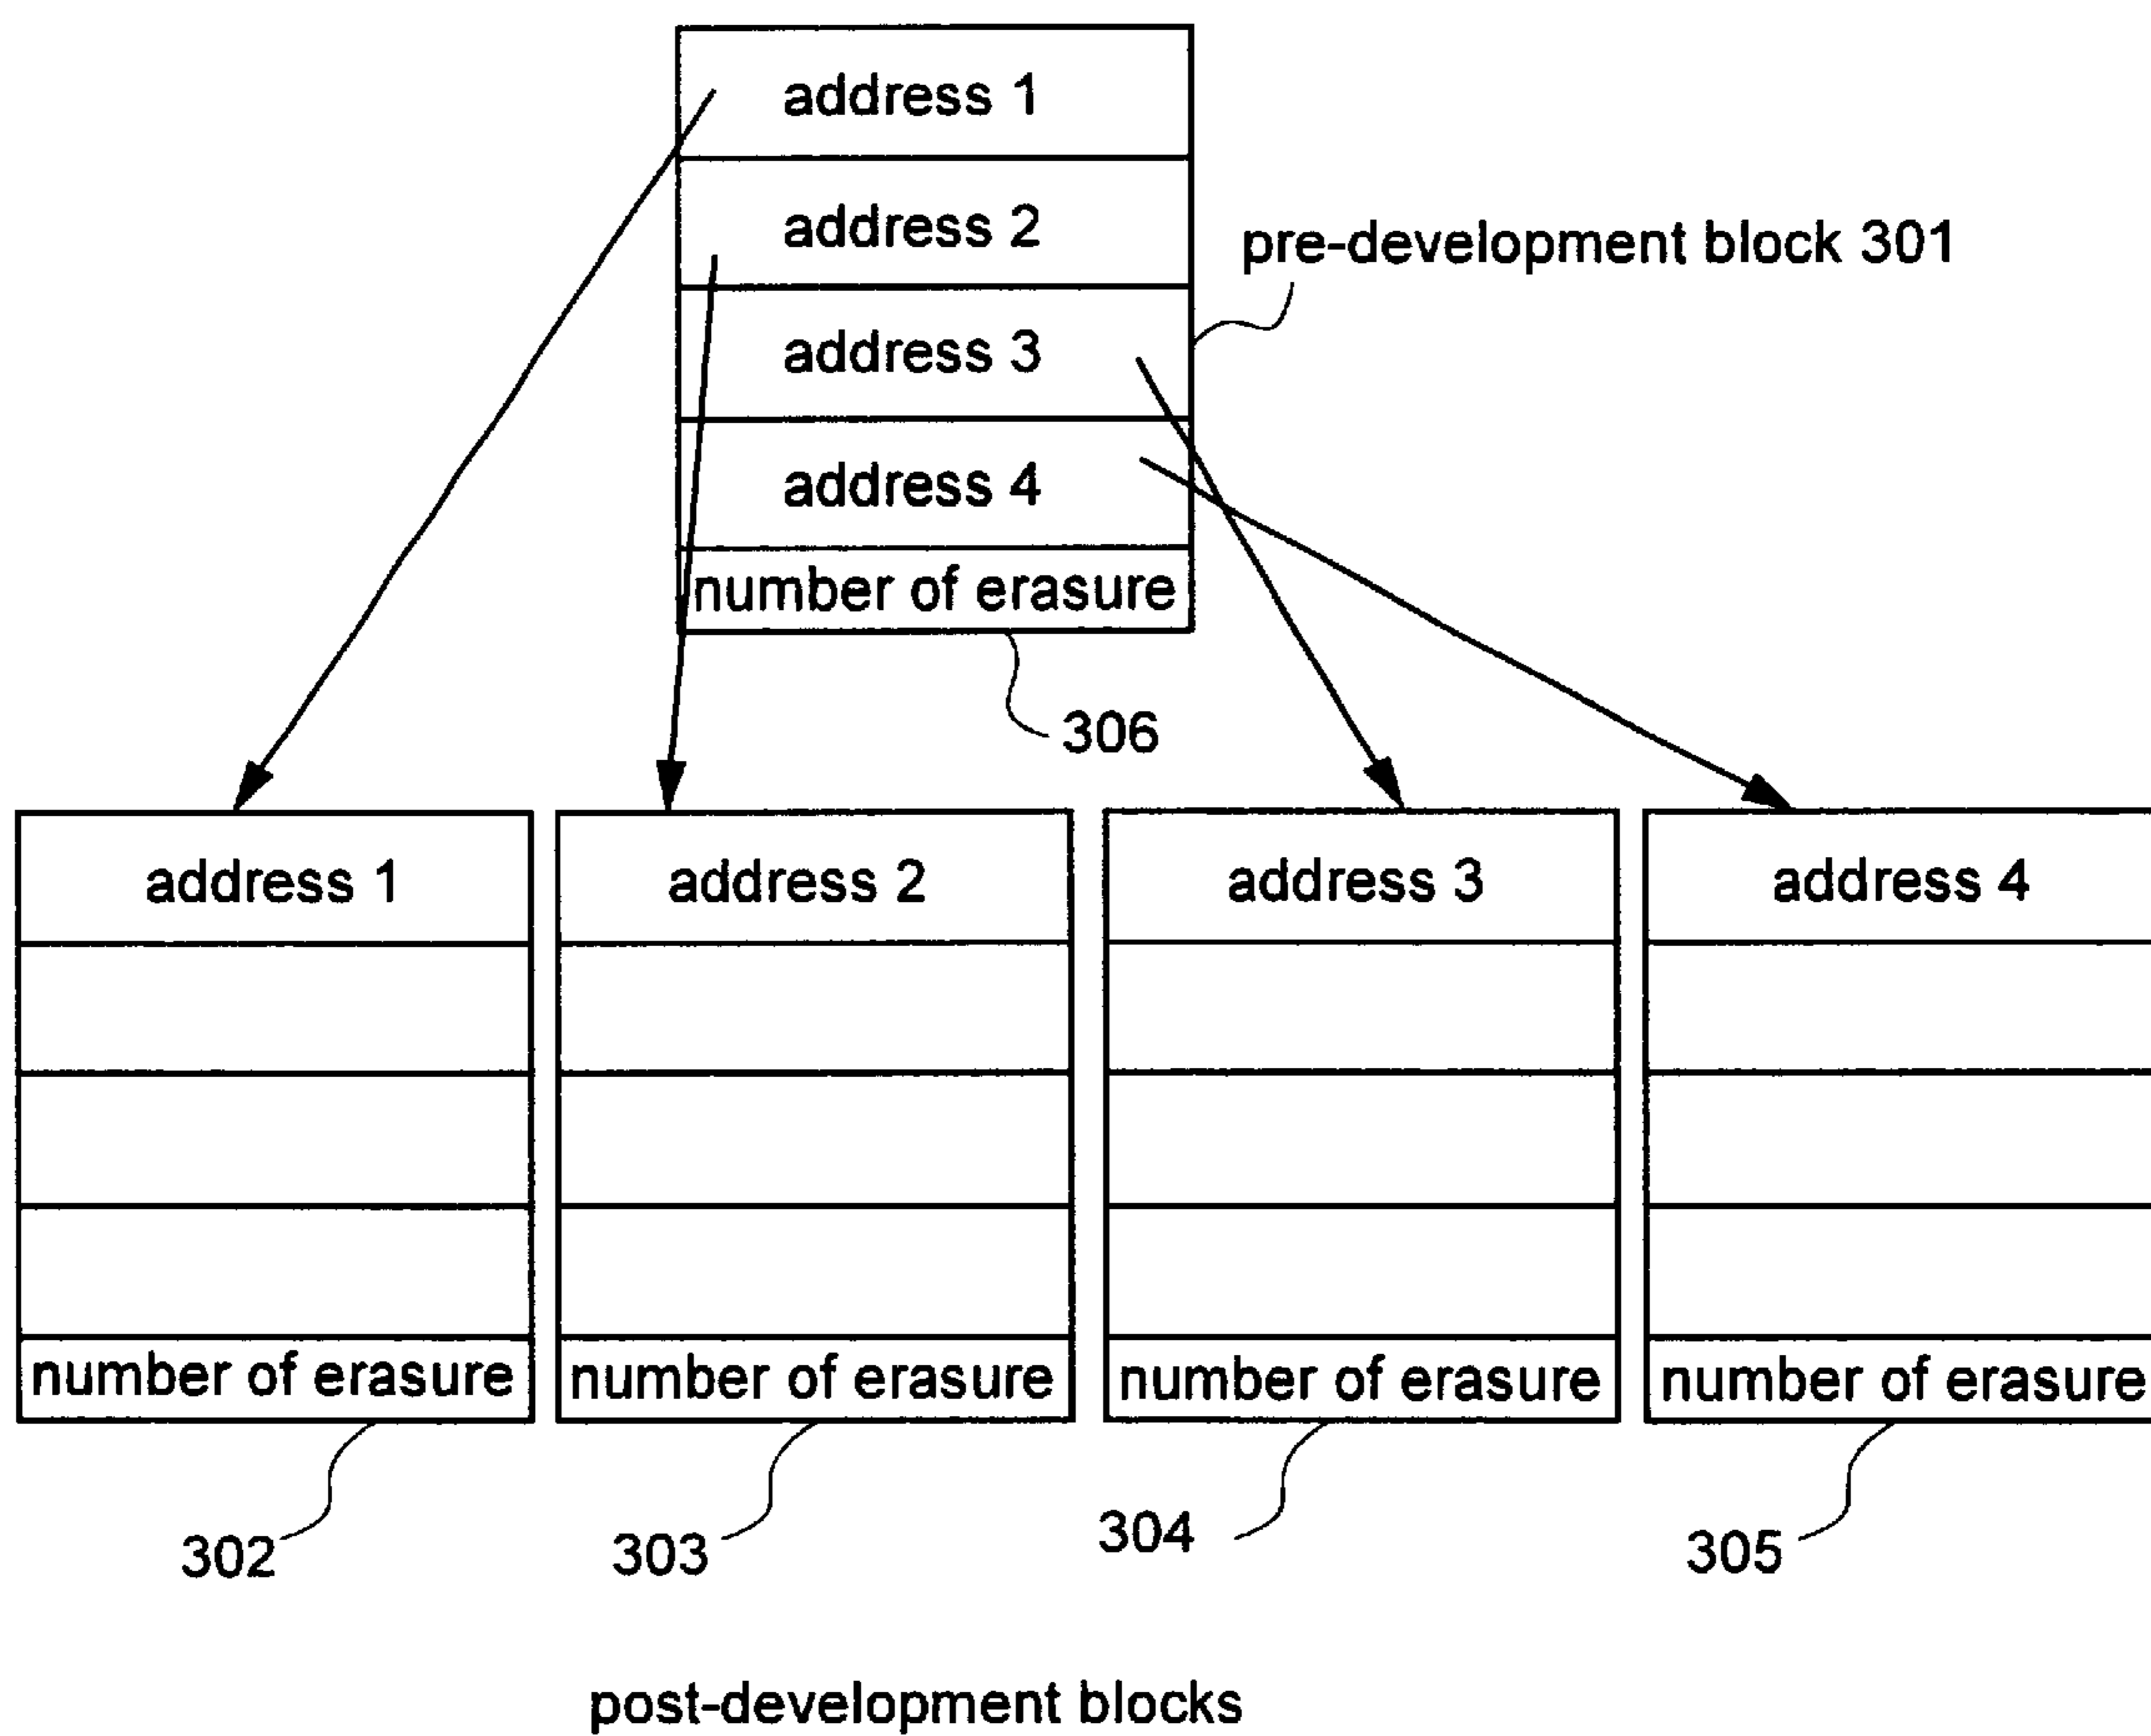 address 1
address 2
pre-development block 301
address 3
address 4
number of erasure
306
address 1
address 2
address 3
address 4
number of erasure
number of erasure
number of erasure
number of erasure
302
303
304
305
post-development blocks